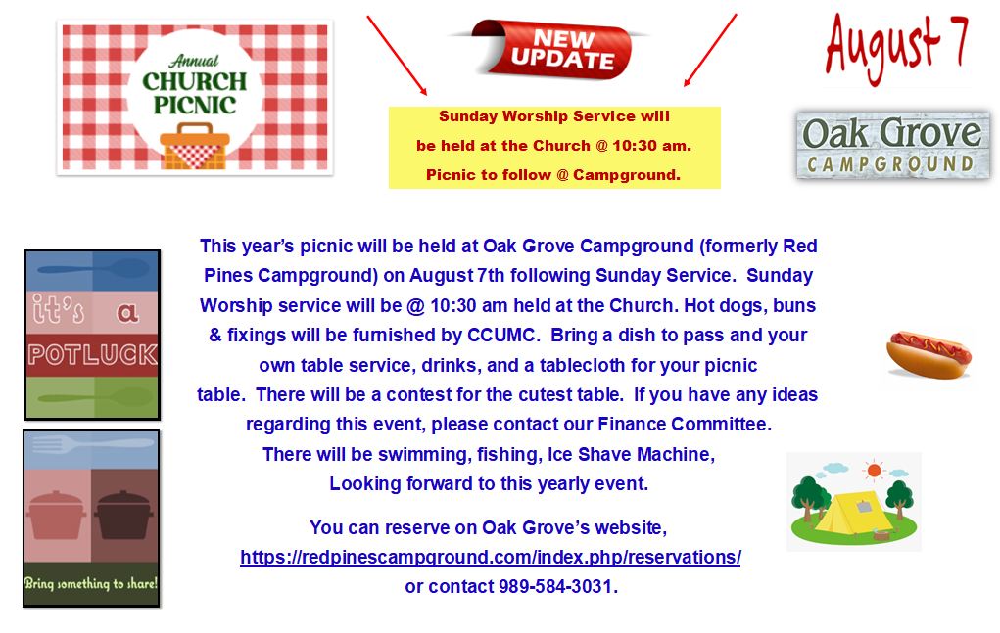 Annual
CHURCH
PICNIC
NEW
UPDATE
August 7
Sunday Worship Service will
be held at the Church @ 10:30 am.
Picnic to follow @ Campground.
Oak Grove
CAMPGROUND
This year’s picnic will be held at Oak Grove Campground (formerly Red
Pines Campground) on August 7th following Sunday Service.  Sunday
Worship service will be @ 10:30 am held at the Church. Hot dogs, buns
& fixings will be furnished by CCUMC.  Bring a dish to pass and your
own table service, drinks, and a tablecloth for your picnic
table.  There will be a contest for the cutest table.  If you have any ideas
regarding this event, please contact our Finance Committee.
There will be swimming, fishing, Ice Shave Machine,
Looking forward to this yearly event.
You can reserve on Oak Grove’s website,
https://redpinescampground.com/index.php/reservations/
or contact 989-584-3031.
it's a
POTLUCK
Bring something to share!